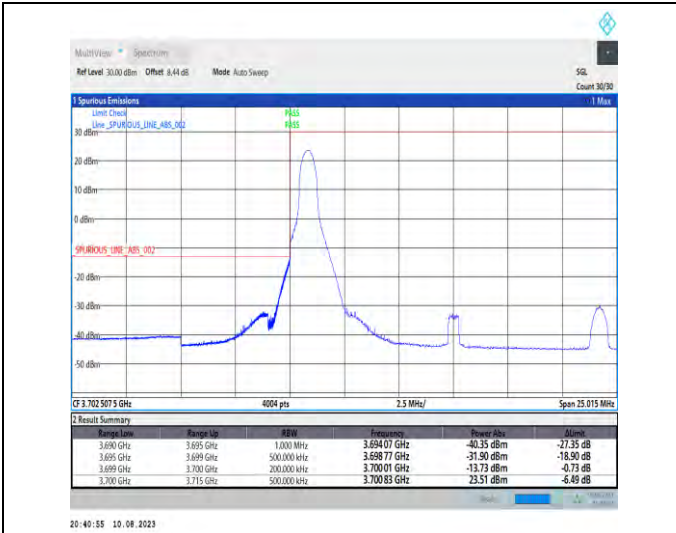 MultiView Spectrum
Ref Level 30.00 dBm Offset 8.44 dB Mode Auto Sweep SGL
Count 30/30
1 Spurious Emissions 1 Max
Limit Check PASS
Line _SPURIOUS_LINE_ABS_002 PASS
30 dBm
20 dBm
10 dBm
0 dBm
SPURIOUS_LINE_ABS_002
-20 dBm
-30 dBm
-40 dBm
-50 dBm
CF 3.702 507 5 GHz 4004 pts 2.5 MHz/ Span 25.015 MHz
2 Result Summary
Range Low Range Up RBW Frequency Power Abs ΔLimit
3.690 GHz 3.695 GHz 1.000 MHz 3.694 07 GHz -40.35 dBm -27.35 dB
3.695 GHz 3.699 GHz 500.000 kHz 3.698 77 GHz -31.90 dBm -18.90 dB
3.699 GHz 3.700 GHz 200.000 kHz 3.700 01 GHz -13.73 dBm -0.73 dB
3.700 GHz 3.715 GHz 500.000 kHz 3.700 83 GHz 23.51 dBm -6.49 dB
20:40:55 10.08.2023